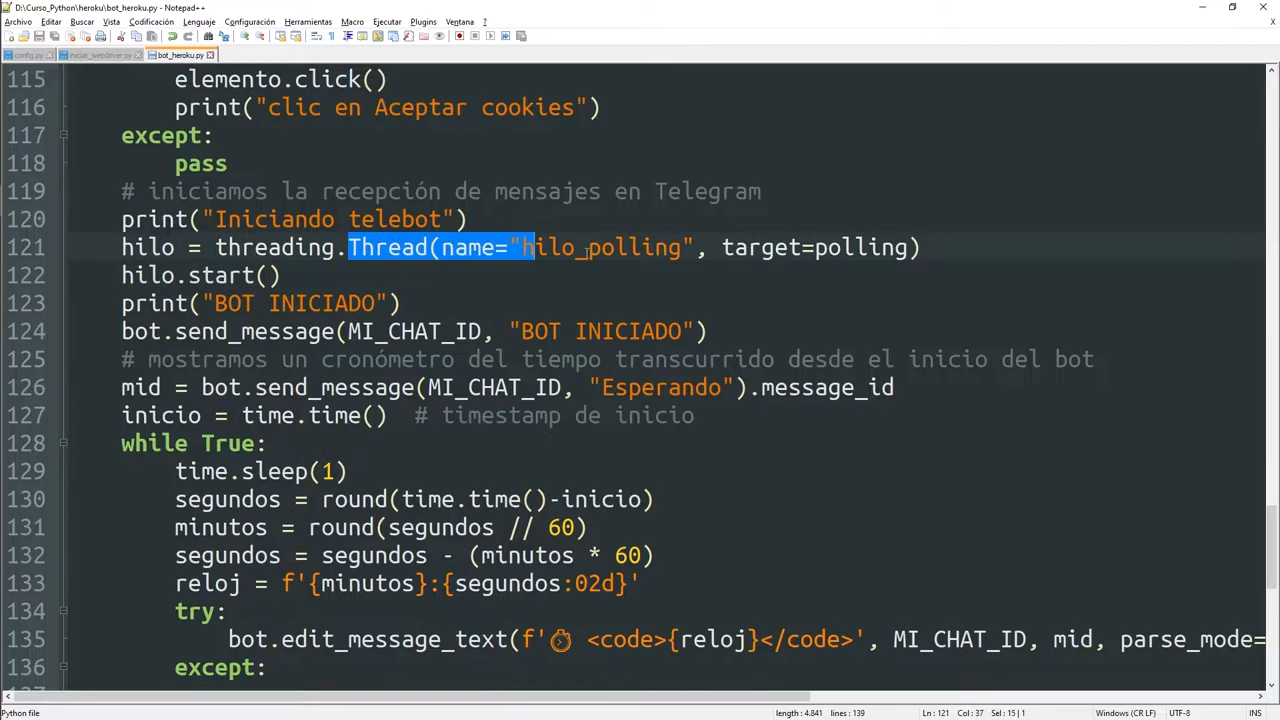 D:\Curso_Python\heroku\bot_heroku.py - Notepad++
Archivo Editar Buscar Vista Codificación Lenguaje Configuración Herramientas Macro Ejecutar Plugins Ventana ?
config.py inicus_webdriver.py bot_heroku.py
115 elemento.click()
116 print("clic en Aceptar cookies")
117 except:
118 pass
119 # iniciamos la recepción de mensajes en Telegram
120 print("Iniciando telebot")
121 hilo = threading.Thread(name="hilo_polling", target=polling)
122 hilo.start()
123 print("BOT INICIADO")
124 bot.send_message(MI_CHAT_ID, "BOT INICIADO")
125 # mostramos un cronómetro del tiempo transcurrido desde el inicio del bot
126 mid = bot.send_message(MI_CHAT_ID, "Esperando").message_id
127 inicio = time.time() # timestamp de inicio
128 while True:
129 time.sleep(1)
130 segundos = round(time.time()-inicio)
131 minutos = round(segundos // 60)
132 segundos = segundos - (minutos * 60)
133 reloj = f'{minutos}:{segundos:02d}'
134 try:
135 bot.edit_message_text(f'⏱ <code>{reloj}</code>', MI_CHAT_ID, mid, parse_mode=
136 except:
Python file length : 4.841 lines : 139 Ln : 121 Col : 37 Sel : 15 | 1 Windows (CR LF) UTF-8 INS